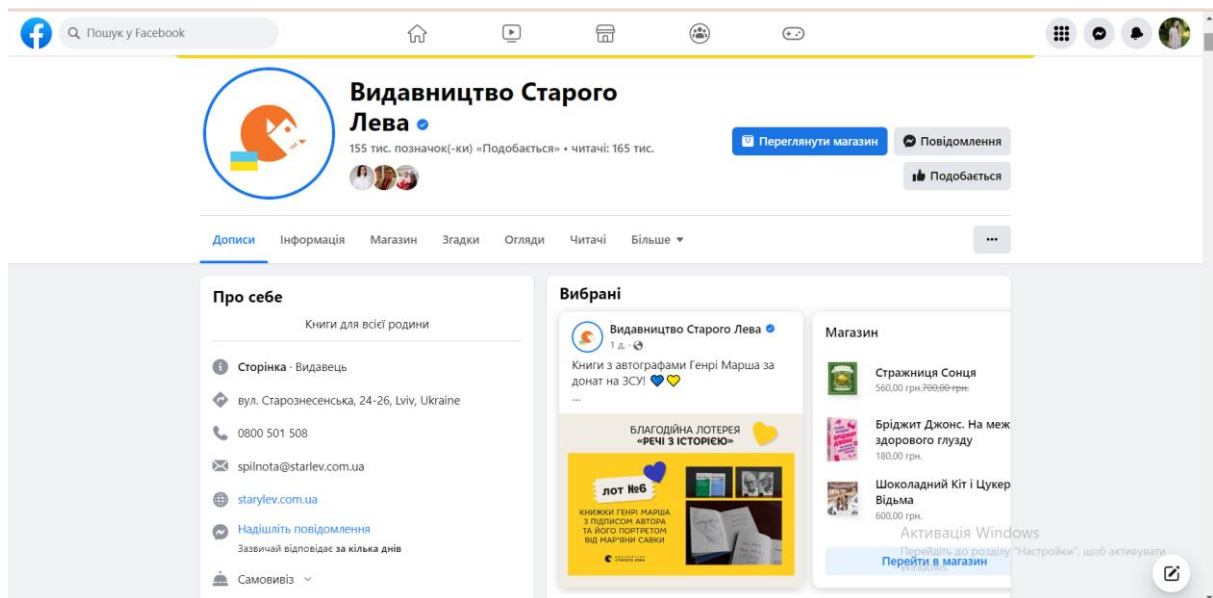 Пошук у Facebook
Видавництво Старого
Лева
155 тис. позначок(-ки) «Подобається» • читачі: 165 тис.
Переглянути магазин
Повідомлення
Подобається
Дописи Інформація Магазин Згадки Огляди Читачі Більше
Про себе
Книги для всієї родини
Сторінка · Видавець
вул. Старознесенська, 24-26, Lviv, Ukraine
0800 501 508
spilnota@starlev.com.ua
starylev.com.ua
Надішліть повідомлення
Зазвичай відповідає за кілька днів
Самовивіз
Вибрані
Видавництво Старого Лева
1 д. ·
Книги з автографами Генрі Марша за
донат на ЗСУ!
...
БЛАГОДІЙНА ЛОТЕРЕЯ
«РЕЧІ З ІСТОРІЄЮ»
ЛОТ №6
КНИЖКИ ГЕНРІ МАРША
З ПІДПИСОМ АВТОРА
ТА ЙОГО ПОРТРЕТОМ
ВІД МАР'ЯНИ САВКИ
Магазин
Стражниця Сонця
560,00 грн.700,00 грн.
Бріджит Джонс. На меж
здорового глузду
180,00 грн.
Шоколадний Кіт і Цукер
Відьма
600,00 грн.
Перейти в магазин
Активація Windows
Перейдіть до розділу "Настройки", щоб активувати
Windows.